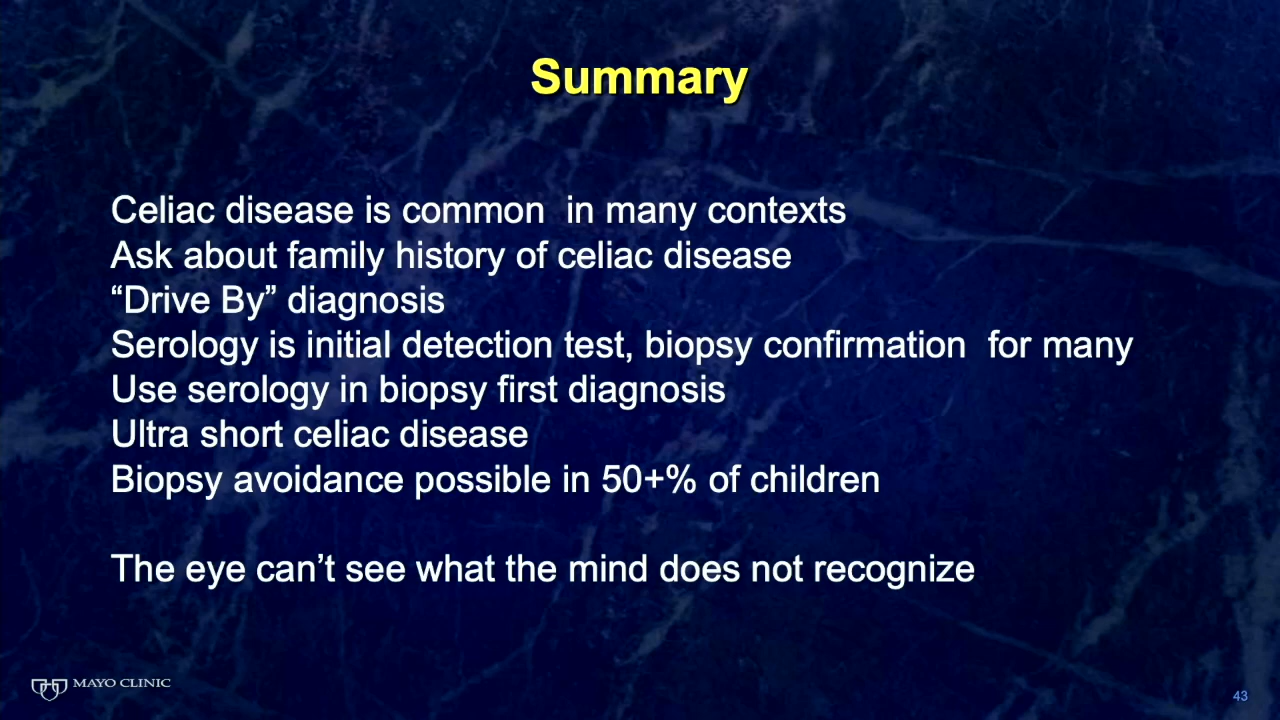 Summary
Celiac disease is common  in many contexts
Ask about family history of celiac disease
“Drive By” diagnosis
Serology is initial detection test, biopsy confirmation  for many
Use serology in biopsy first diagnosis
Ultra short celiac disease
Biopsy avoidance possible in 50+% of children
The eye can’t see what the mind does not recognize
MAYO CLINIC
43